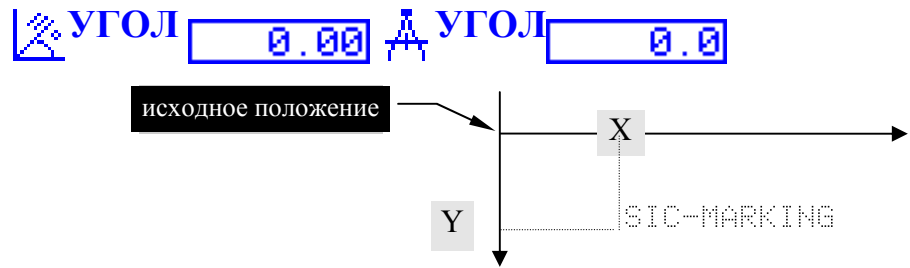 УГОЛ 0.00 УГОЛ 0.0
исходное положение
X
Y
SIC-MARKING